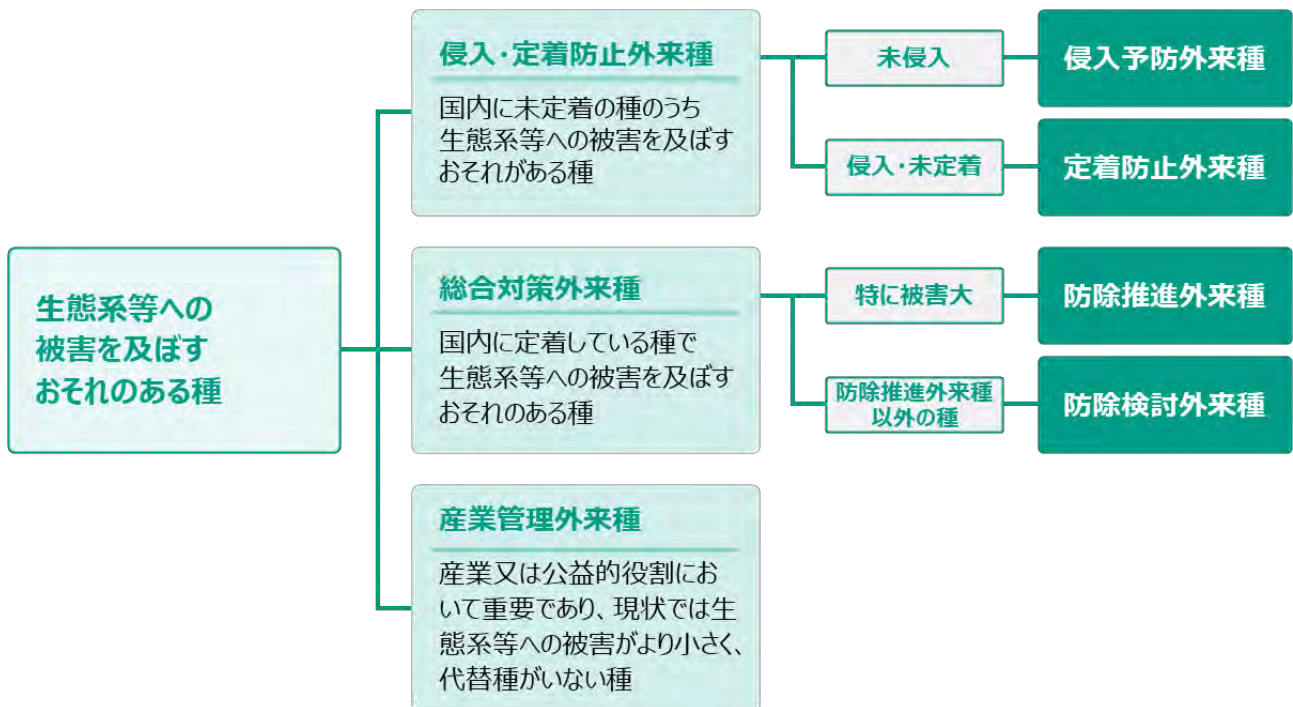 生態系等への
被害を及ぼす
おそれのある種
侵入・定着防止外来種
国内に未定着の種のうち
生態系等への被害を及ぼす
おそれがある種
未侵入
侵入予防外来種
侵入・未定着
定着防止外来種
総合対策外来種
国内に定着している種で
生態系等への被害を及ぼす
おそれのある種
特に被害大
防除推進外来種
防除推進外来種
以外の種
防除検討外来種
産業管理外来種
産業又は公益的役割にお
いて重要であり、現状では生
態系等への被害がより小さく、
代替種がいない種